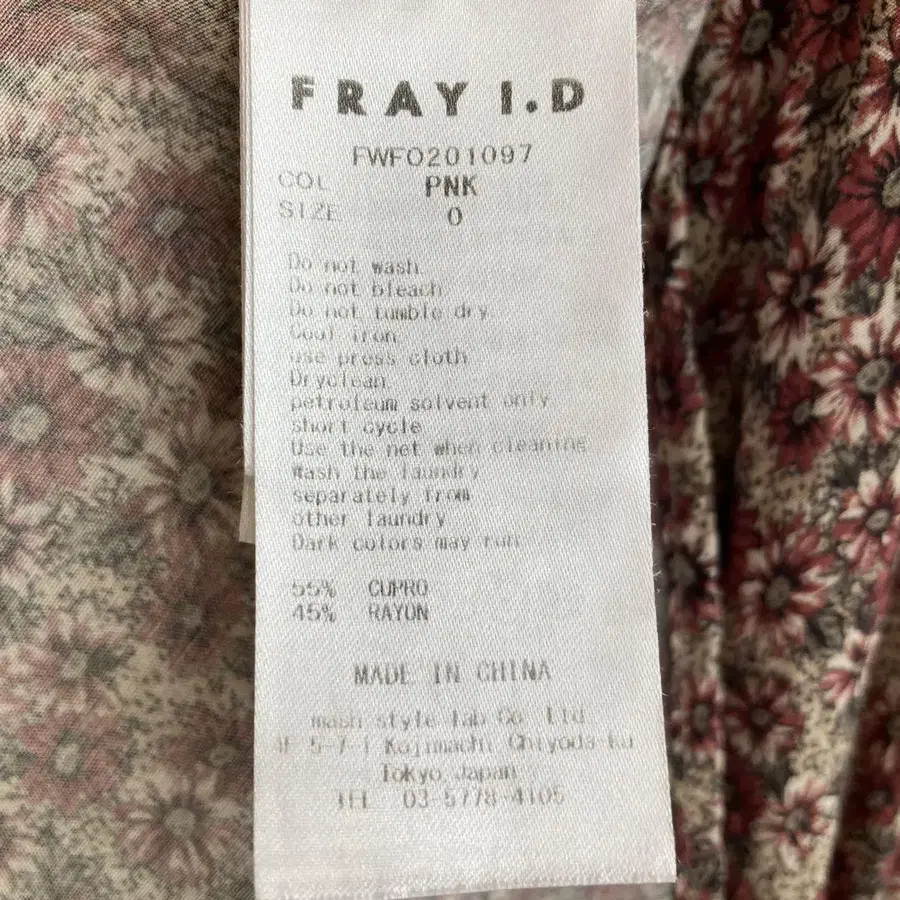 FRAY I.D
FWFO201097
COL PNK
SIZE 0
Do not wash
Do not bleach
Do not tumble dry
Cool iron
use press cloth
Dryclean
petroleum solvent only
short cycle
Use the net when cleaning
Wash the laundry
separately from
other laundry
Dark colors may run
55% CUPRO
45% RAYON
MADE IN CHINA
mash style lab Co Ltd
5-7-1 Kojimachi Chiyoda-ku
Tokyo Japan
TEL 03-5778-4105